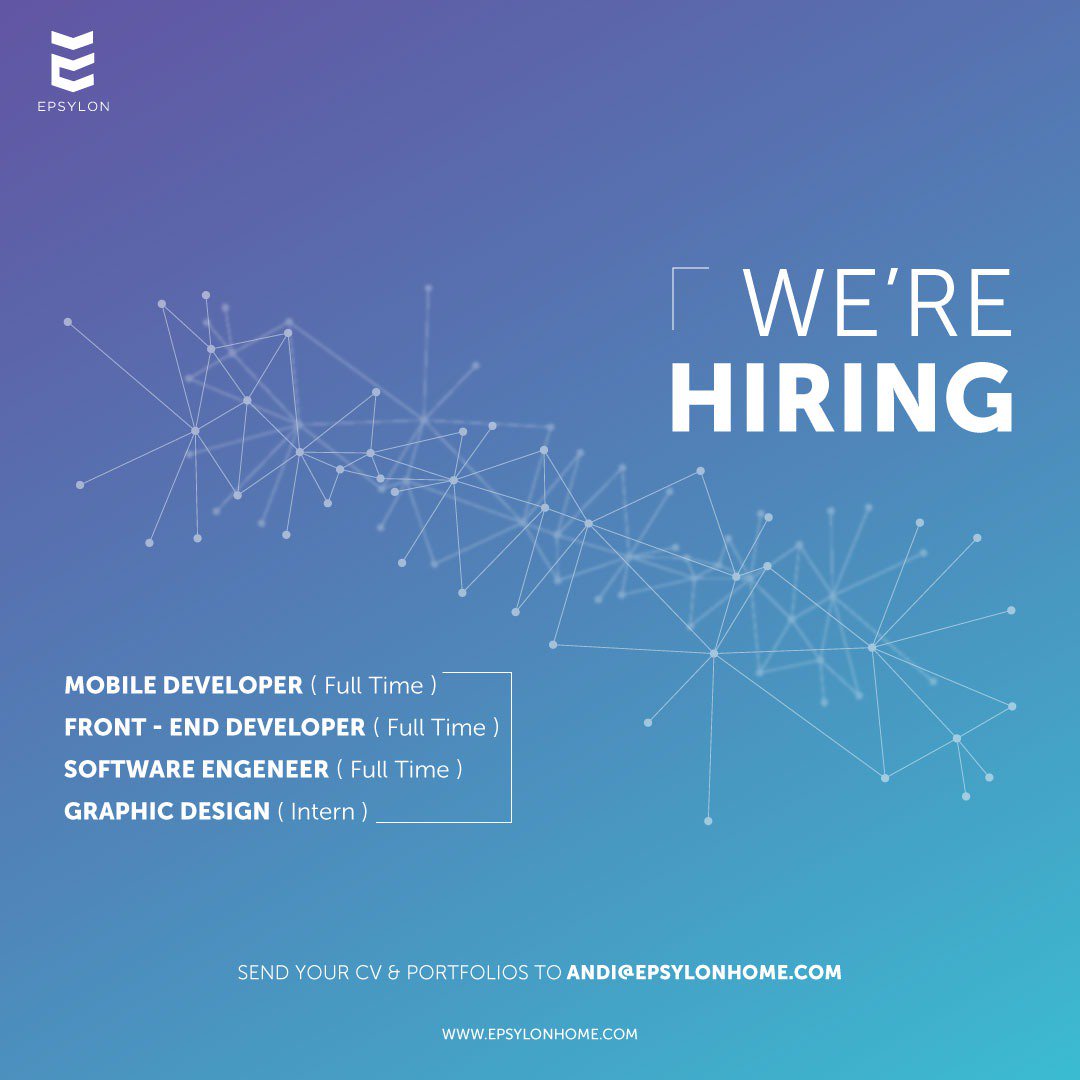 EPSYLON
WE'RE
HIRING
MOBILE DEVELOPER ( Full Time )
FRONT - END DEVELOPER ( Full Time )
SOFTWARE ENGENEER ( Full Time )
GRAPHIC DESIGN ( Intern )
SEND YOUR CV & PORTFOLIOS TO ANDI@EPSYLONHOME.COM
WWW.EPSYLONHOME.COM